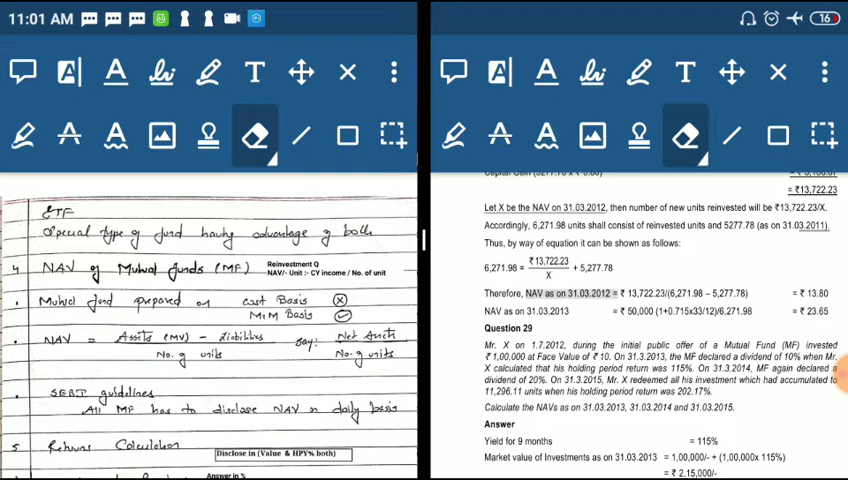 11:01 AM
16
ETF
Special type of fund having advantage of both
4 NAV of Mutual funds (MF)
Reinvestment Q
NAV/- Unit :- CY income / No. of unit
Mutual fund prepared on Cost Basis
MTM Basis
NAV = Assets (MV) - Liabilities say: Net
No. of units No. of units
SEBI guidelines
All MF has to disclose NAV on daily basis
5 Returns Calculation
Disclose in (Value & HPY% both)
Answer in %
= ₹ 13,722.23
Let X be the NAV on 31.03.2012, then number of new units reinvested will be ₹13,722.23/X.
Accordingly, 6,271.98 units shall consist of reinvested units and 5277.78 (as on 31.03.2011).
Thus, by way of equation it can be shown as follows:
6,271.98 = ₹ 13,722.23 + 5,277.78
X
Therefore, NAV as on 31.03.2012 = ₹ 13,722.23/(6,271.98 – 5,277.78) = ₹ 13.80
NAV as on 31.03.2013 = ₹ 50,000 (1+0.715x33/12)/6,271.98 = ₹ 23.65
Question 29
Mr. X on 1.7.2012, during the initial public offer of a Mutual Fund (MF) invested
₹ 1,00,000 at Face Value of ₹ 10. On 31.3.2013, the MF declared a dividend of 10% when Mr.
X calculated that his holding period return was 115%. On 31.3.2014, MF again declared a
dividend of 20%. On 31.3.2015, Mr. X redeemed all his investment which had accumulated to
11,296.11 units when his holding period return was 202.17%.
Calculate the NAVs as on 31.03.2013, 31.03.2014 and 31.03.2015.
Answer
Yield for 9 months = 115%
Market value of Investments as on 31.03.2013 = 1,00,000/- + (1,00,000x 115%)
= ₹ 2,15,000/-